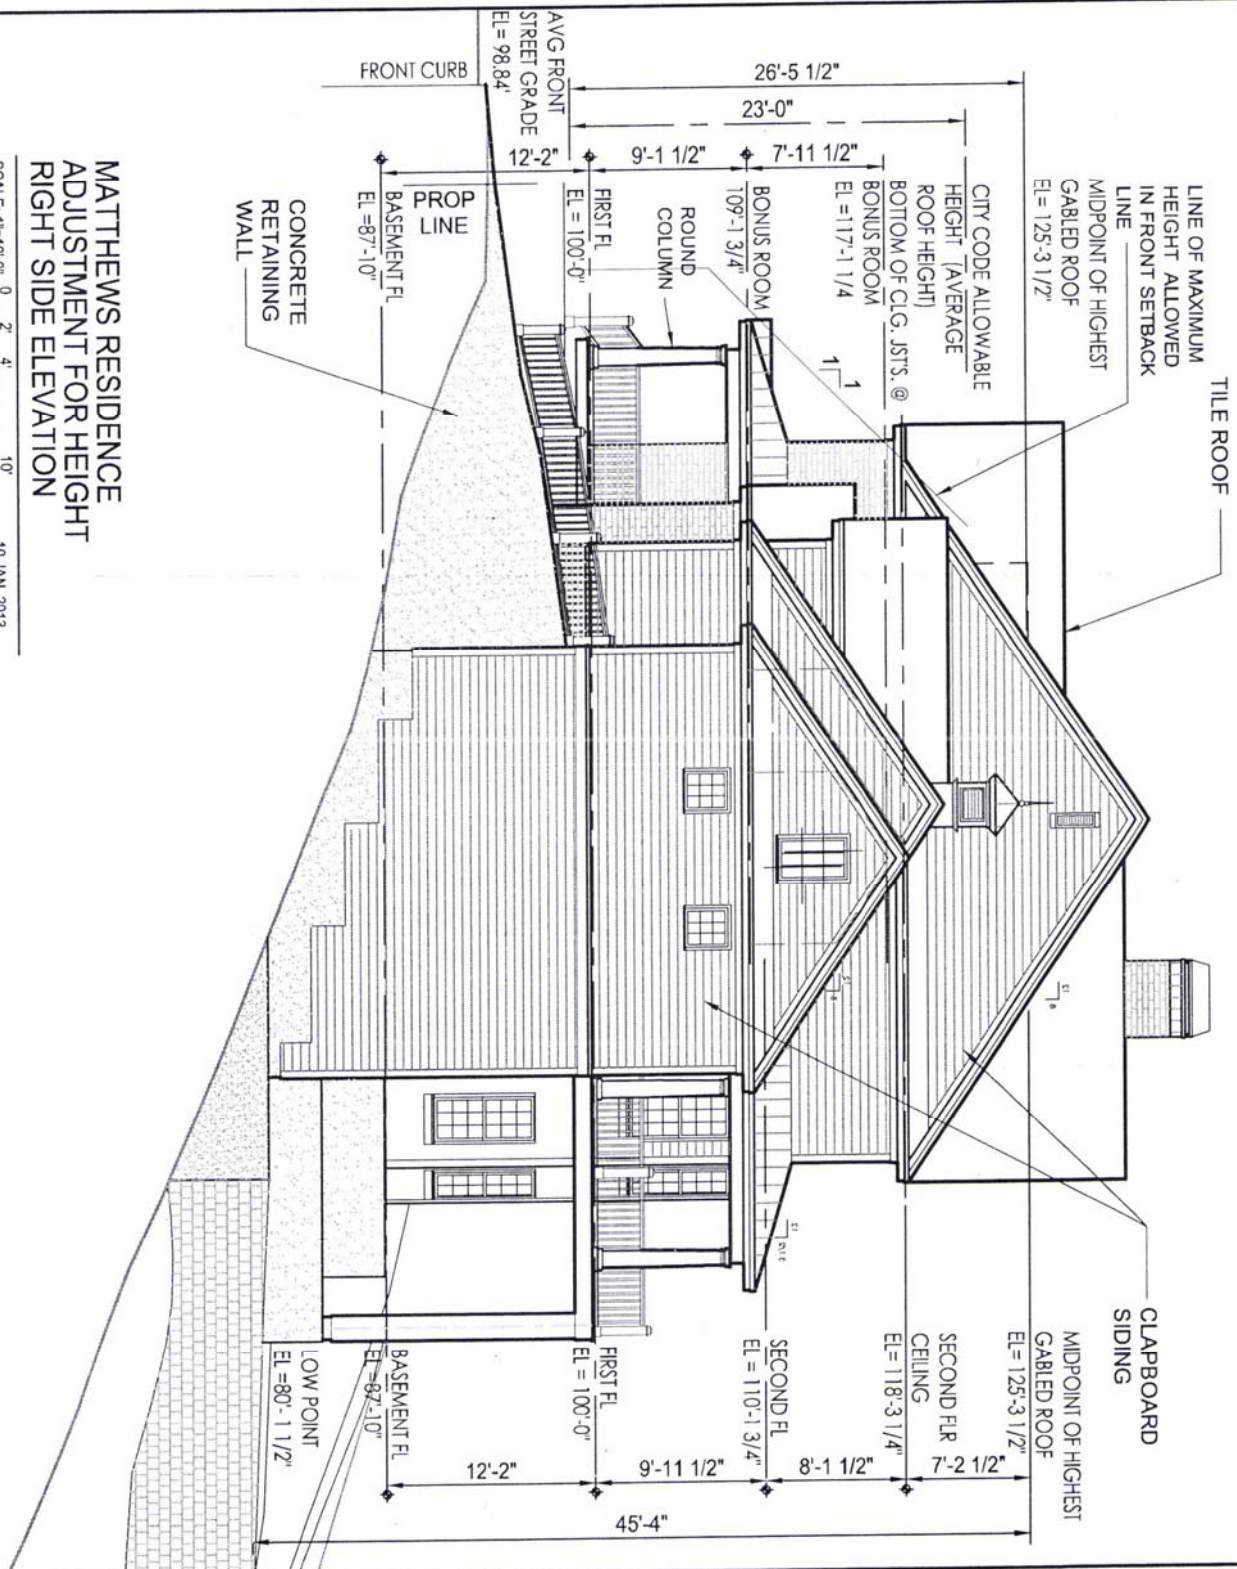 TILE ROOF
LINE OF MAXIMUM
HEIGHT ALLOWED
IN FRONT SETBACK
LINE
MIDPOINT OF HIGHEST
GABLED ROOF
EL= 125'-3 1/2"
CITY CODE ALLOWABLE
HEIGHT (AVERAGE
ROOF HEIGHT)
BOTTOM OF CLG. JST'S. @
BONUS ROOM
EL =117'-1 1/4
BONUS ROOM
109'-1 3/4"
ROUND
COLUMN
FIRST FL
EL = 100'-0"
BASEMENT FL
EL =87'-10"
26'-5 1/2"
23'-0"
7'-11 1/2"
9'-1 1/2"
12'-2"
AVG FRONT
STREET GRADE
EL= 98.84'
FRONT CURB
PROP
LINE
CONCRETE
RETAINING
WALL
1
1
CLAPBOARD
SIDING
MIDPOINT OF HIGHEST
GABLED ROOF
EL= 125'-3 1/2"
SECOND FLR
CEILING
EL= 118'-3 1/4"
SECOND FL
EL = 110'-1 3/4"
FIRST FL
EL = 100'-0"
BASEMENT FL
EL =87'-10"
LOW POINT
EL =80'-1 1/2"
7'-2 1/2"
8'-1 1/2"
9'-11 1/2"
12'-2"
45'-4"
MATTHEWS RESIDENCE
ADJUSTMENT FOR HEIGHT
RIGHT SIDE ELEVATION
0 2' 4' 10'